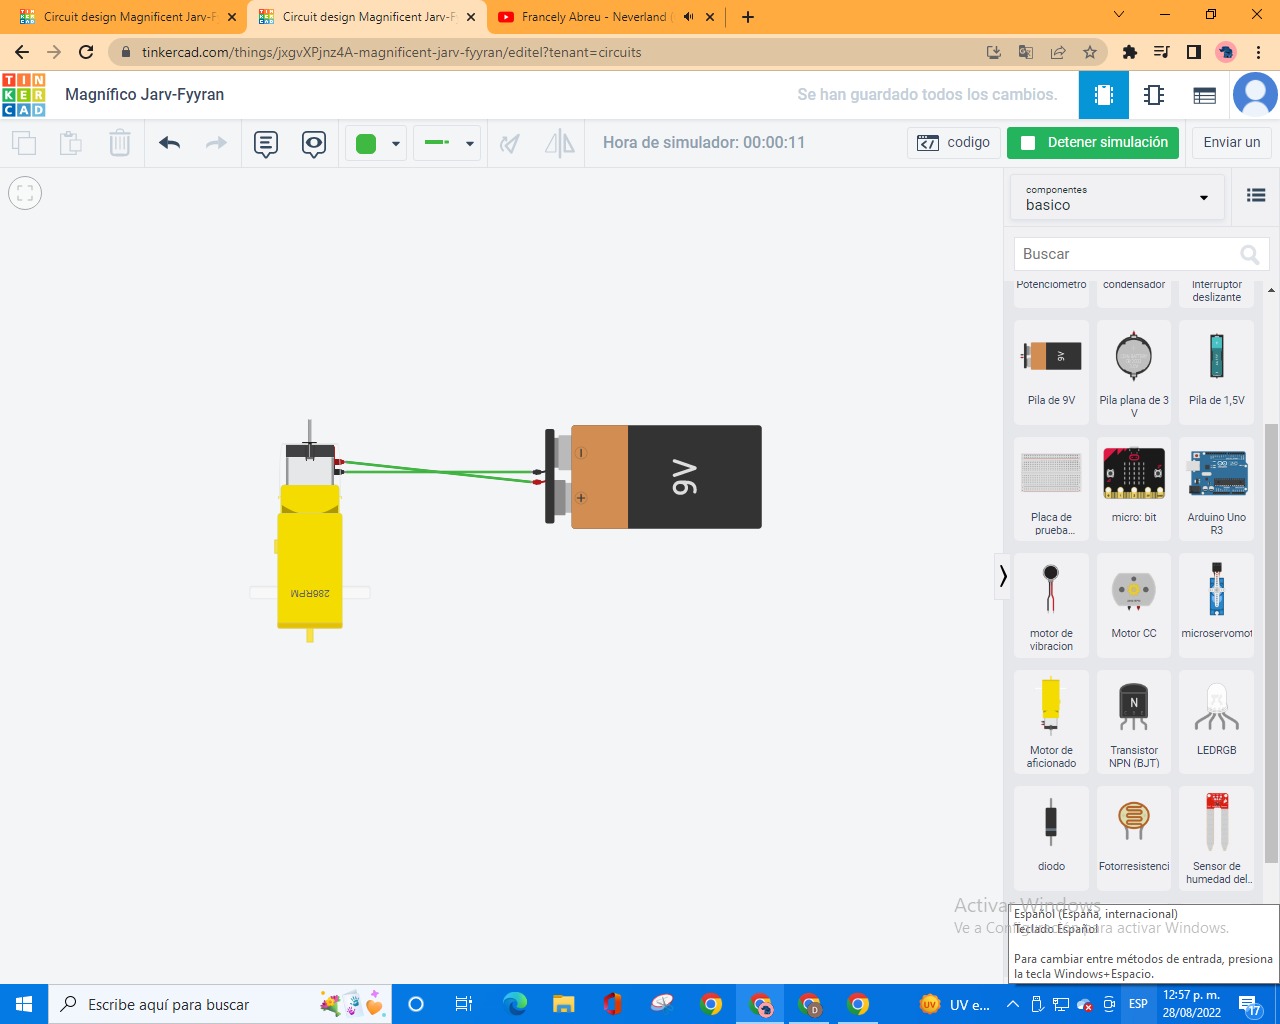 Circuit design Magnificent Jarv-F
Circuit design Magnificent Jarv-F
Francely Abreu - Neverland
tinkercad.com/things/jxgvXPjnz4A-magnificent-jarv-fyyran/editel?tenant=circuits
TIN
KER
CAD
Magnífico Jarv-Fyyran
Se han guardado todos los cambios.
Hora de simulador: 00:00:11
codigo
Detener simulación
Enviar un
componentes
basico
Buscar
Potenciometro
condensador
Interruptor
deslizante
9V
Pila de 9V
Pila plana de 3
V
Pila de 1,5V
Placa de
prueba...
micro: bit
Arduino Uno
R3
motor de
vibracion
Motor CC
microservomot
Motor de
aficionado
N
Transistor
NPN (BJT)
LEDRGB
diodo
Fotorresistenci
Sensor de
humedad del..
9V
286RPM
Activar Windows
Ve a Configuración para activar Windows.
Español (España, internacional)
Teclado Español
Para cambiar entre métodos de entrada, presiona
la tecla Windows+Espacio.
Escribe aquí para buscar
D
UV
UV e...
ESP
12:57 p. m.
28/08/2022
17